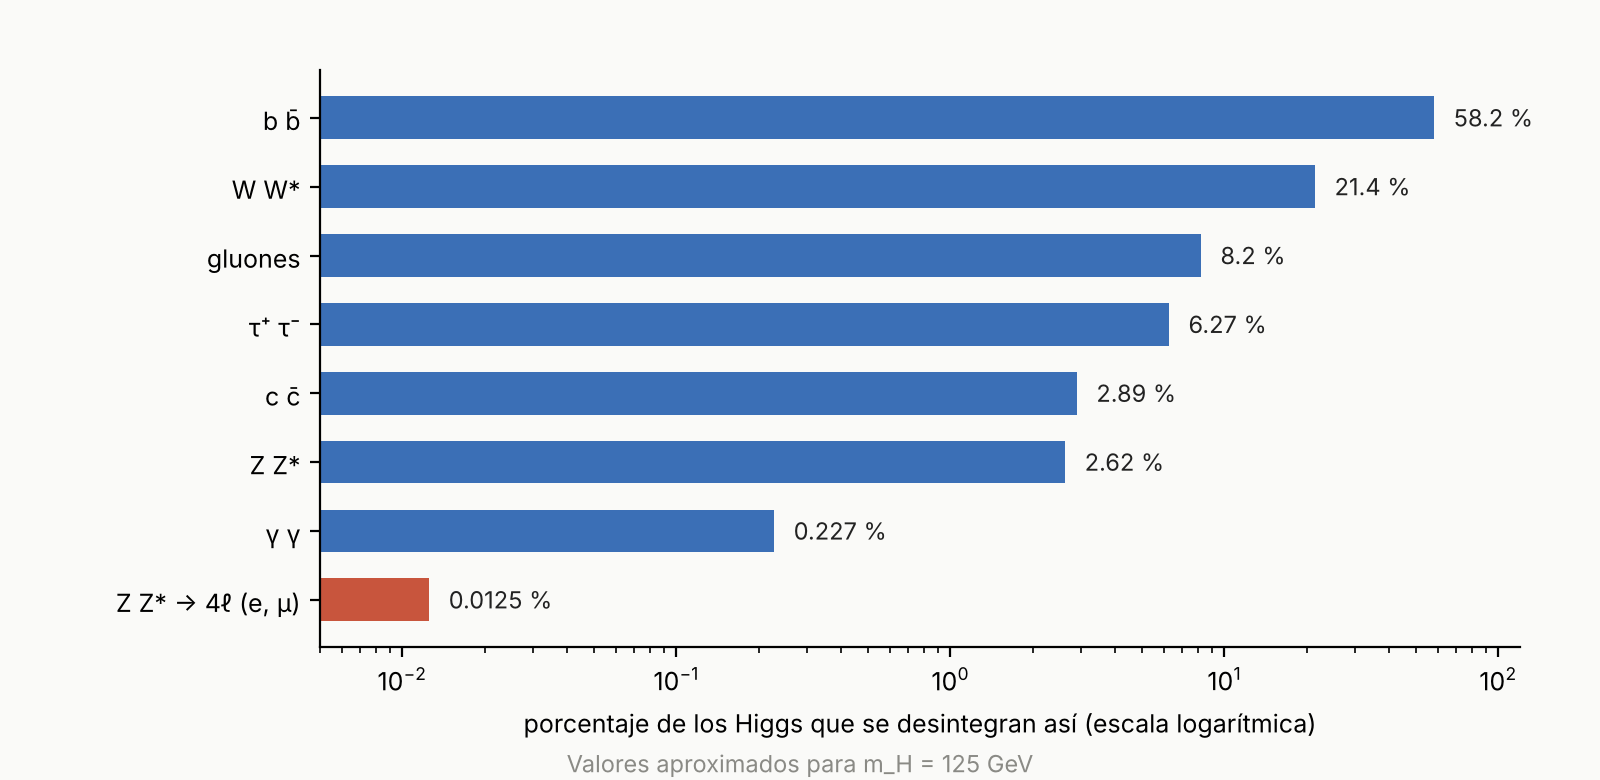 b b̄ 58.2 %
W W* 21.4 %
gluones 8.2 %
τ⁺ τ⁻ 6.27 %
c c̄ 2.89 %
Z Z* 2.62 %
γ γ 0.227 %
Z Z* → 4ℓ (e, μ) 0.0125 %
10⁻² 10⁻¹ 10⁰ 10¹ 10²
porcentaje de los Higgs que se desintegran así (escala logarítmica)
Valores aproximados para m_H = 125 GeV